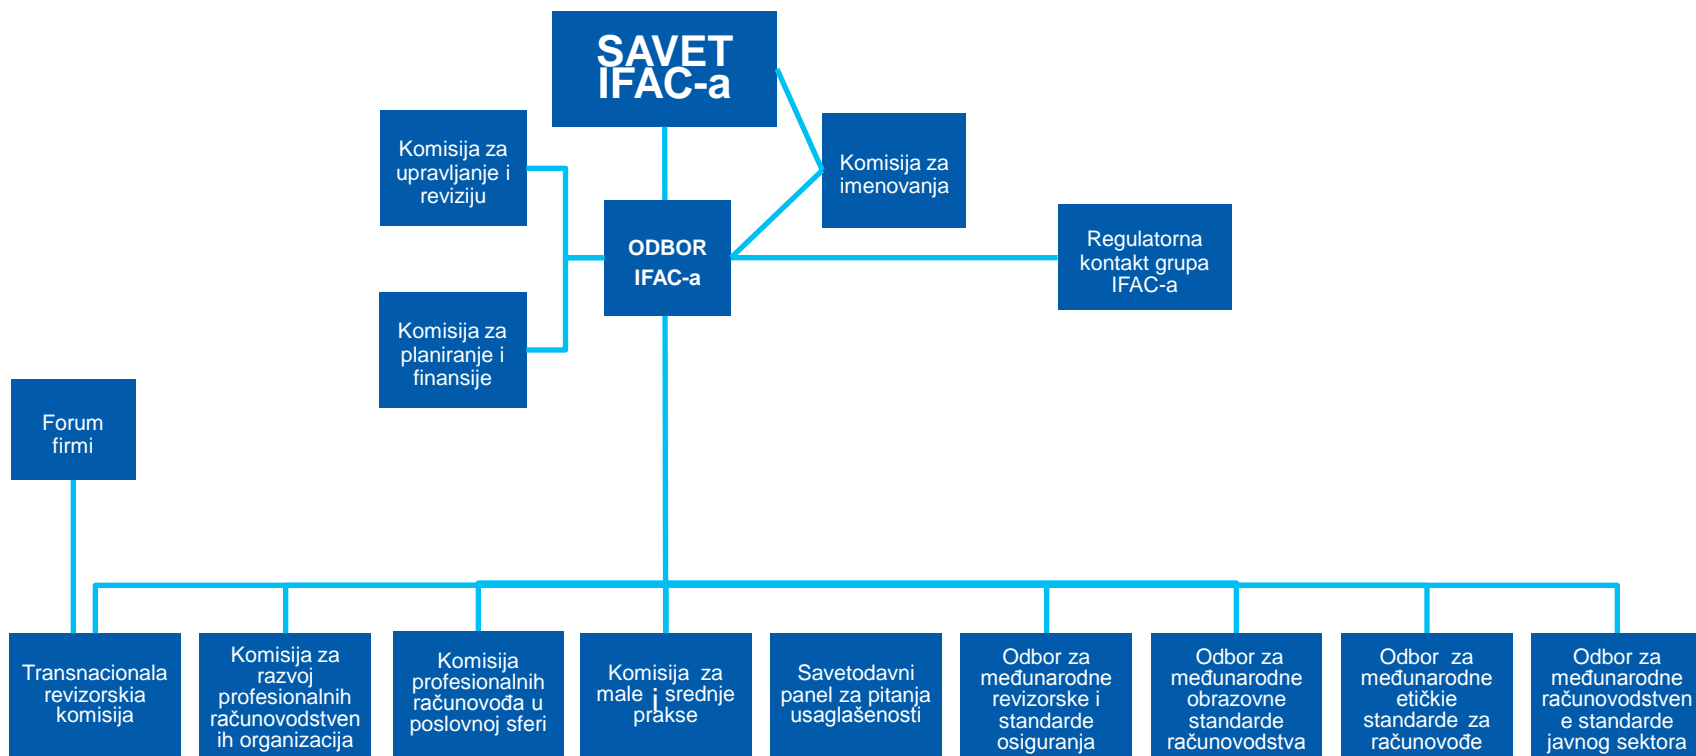 SAVET
IFAC-a
Komisija za
upravljanje i
reviziju
Komisija za
imenovanja
ODBOR
IFAC-a
Regulatorna
kontakt grupa
IFAC-a
Komisija za
planiranje i
finansije
Forum
firmi
Transnacionala
revizorskia
komisija
Komisija za
razvoj
profesionalnih
računovodstven
ih organizacija
Komisija
profesionalnih
računovođa u
poslovnoj sferi
Komisija za
male i srednje
prakse
Savetodavni
panel za pitanja
usaglašenosti
Odbor za
međunarodne
revizorske i
standarde
osiguranja
Odbor za
međunarodne
obrazovne
standarde
računovodstva
Odbor za
međunarodne
etičkie
standarde za
računovođe
Odbor za
međunarodne
računovodstven
e standarde
javnog sektora